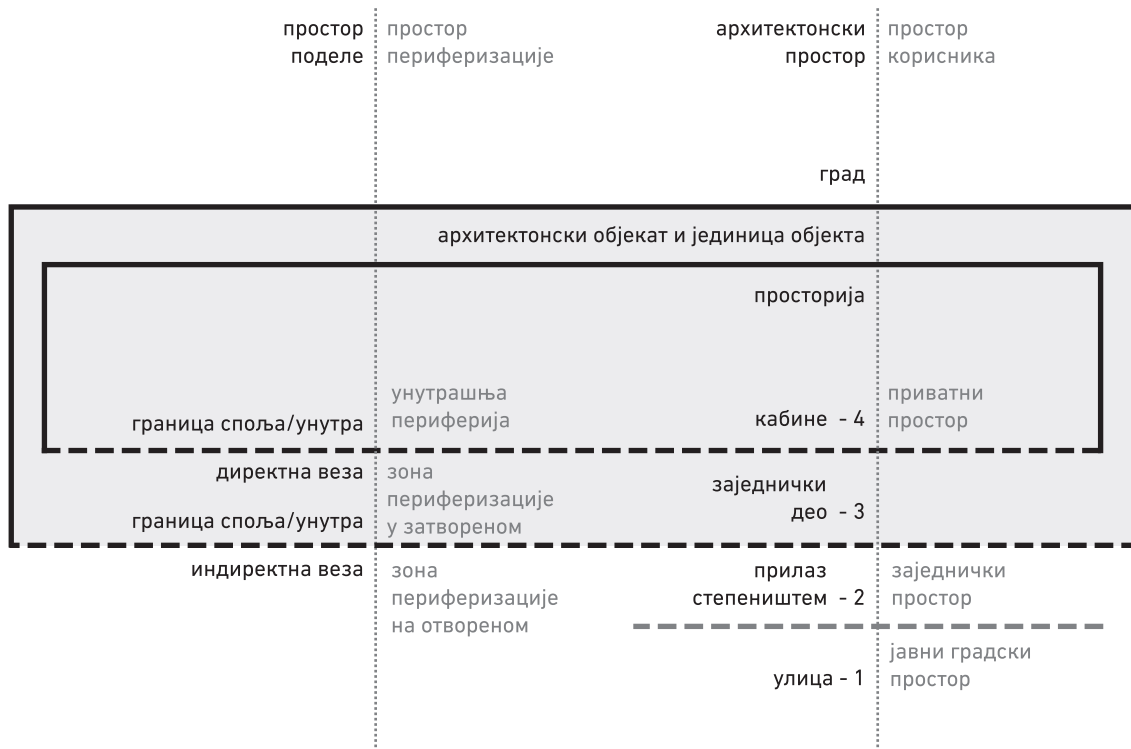 простор
поделе
простор
периферизације
архитектонски
простор
простор
корисника
град
архитектонски објекат и јединица објекта
просторија
граница споља/унутра
унутрашња
периферија
кабине - 4
приватни
простор
директна веза
граница споља/унутра
зона
периферизације
у затвореном
заједнички
део - 3
индиректна веза
зона
периферизације
на отвореном
прилаз
степеништем - 2
заједнички
простор
улица - 1
јавни градски
простор